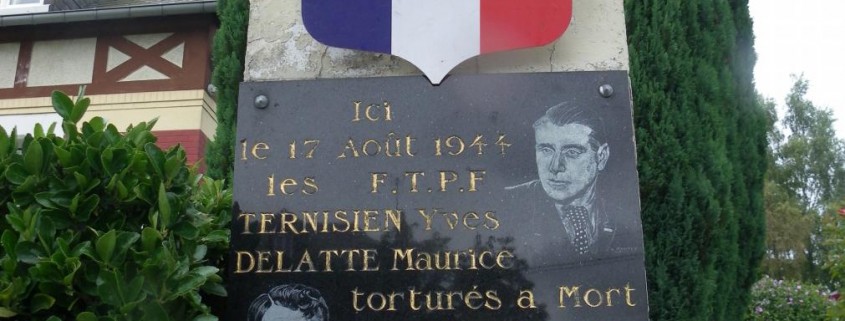 Ici
le 17 Août 1944
les F.T.P.F
TERNISIEN Yves
DELATTE Maurice
torturés a Mort